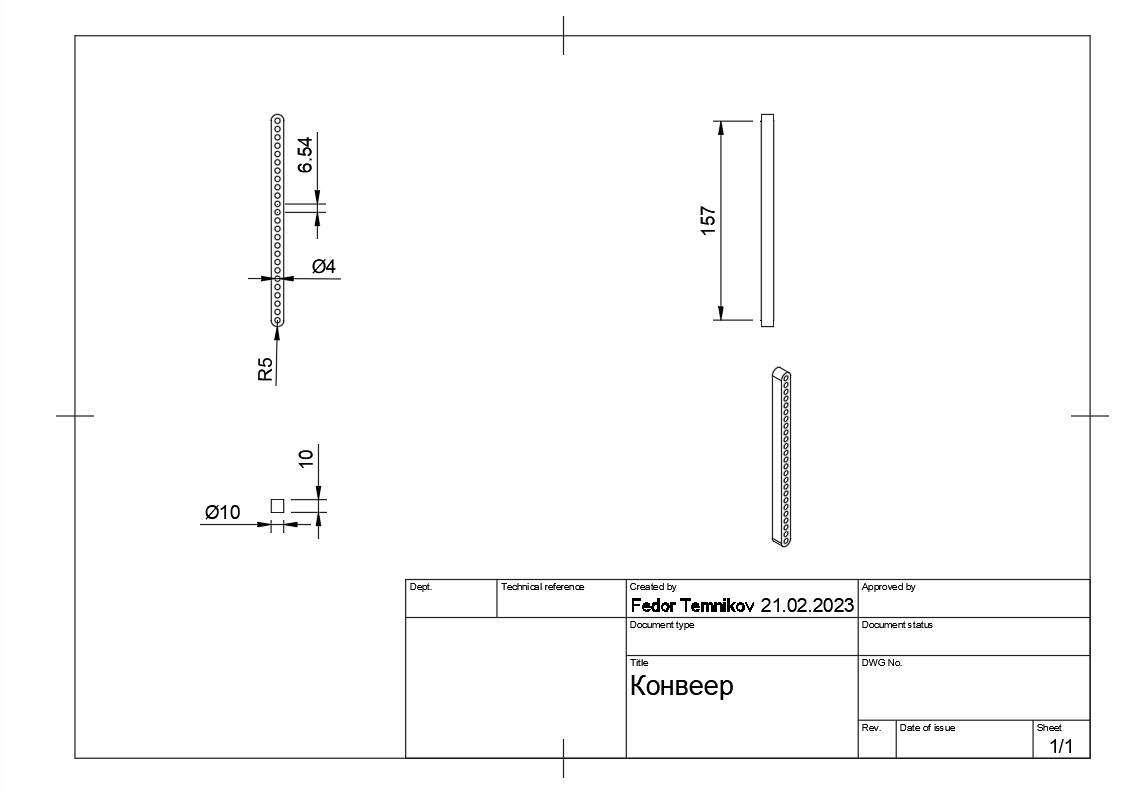 6.54
Ø4
R5
157
10
Ø10
Dept.
Technical reference
Created by
Approved by
Fedor Temnikov 21.02.2023
Document type
Document status
Title
DWG No.
Конвеер
Rev.
Date of issue
Sheet
1/1